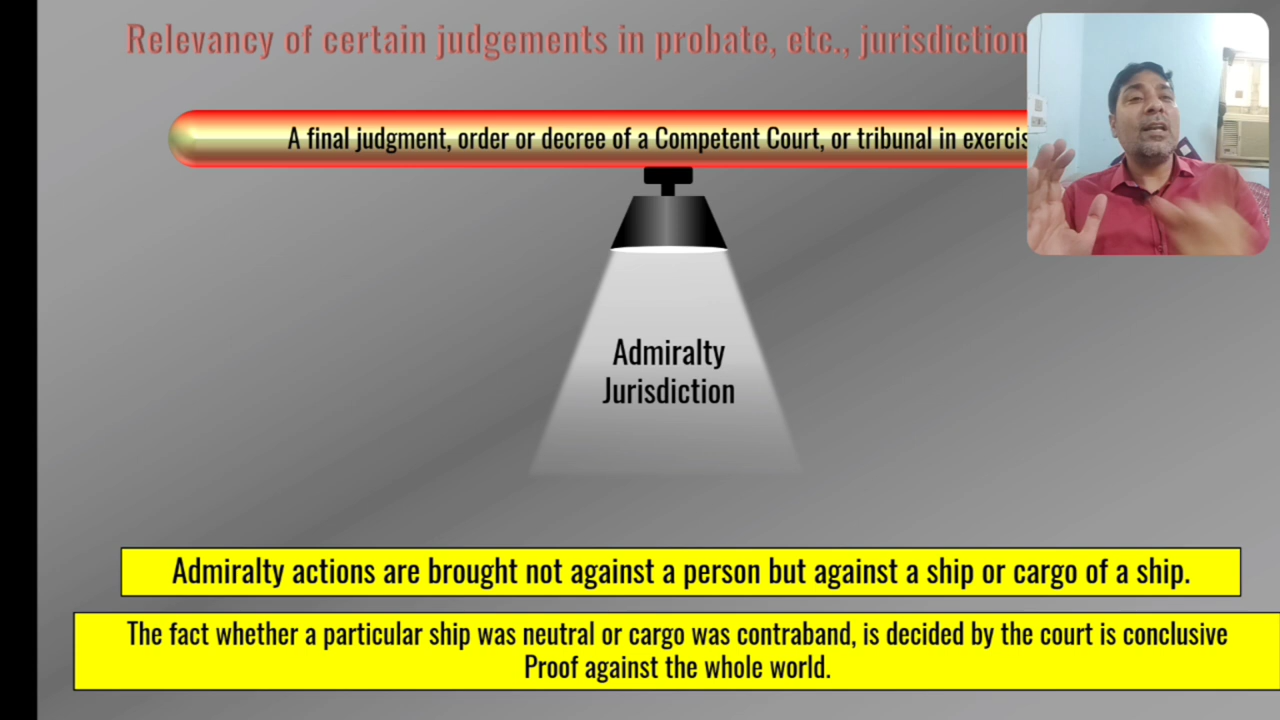 Relevancy of certain judgements in probate, etc., jurisdiction
A final judgment, order or decree of a Competent Court, or tribunal in exercis
Admiralty
Jurisdiction
Admiralty actions are brought not against a person but against a ship or cargo of a ship.
The fact whether a particular ship was neutral or cargo was contraband, is decided by the court is conclusive
Proof against the whole world.